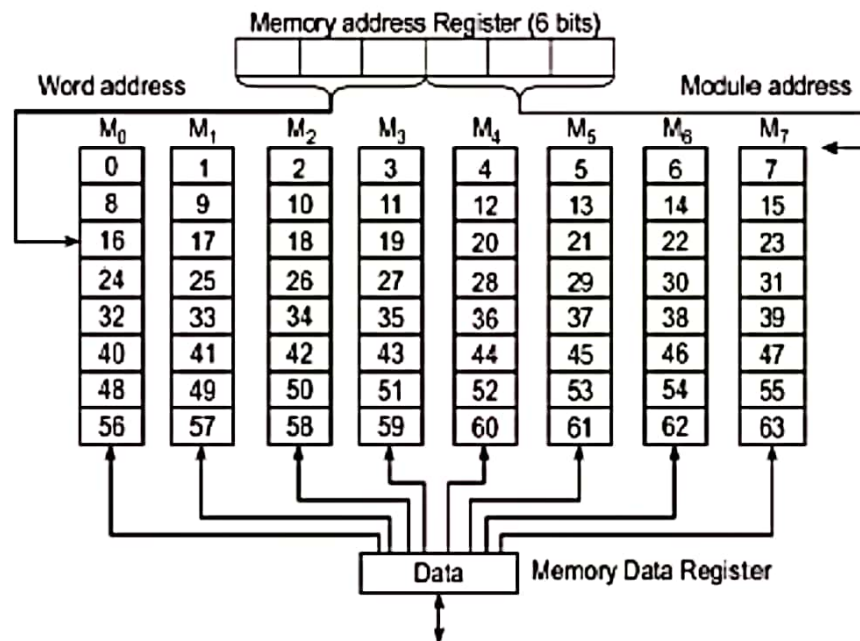 Memory address Register (6 bits)
Word address
Module address
M0 M1 M2 M3 M4 M5 M6 M7
0 1 2 3 4 5 6 7
8 9 10 11 12 13 14 15
16 17 18 19 20 21 22 23
24 25 26 27 28 29 30 31
32 33 34 35 36 37 38 39
40 41 42 43 44 45 46 47
48 49 50 51 52 53 54 55
56 57 58 59 60 61 62 63
Data
Memory Data Register